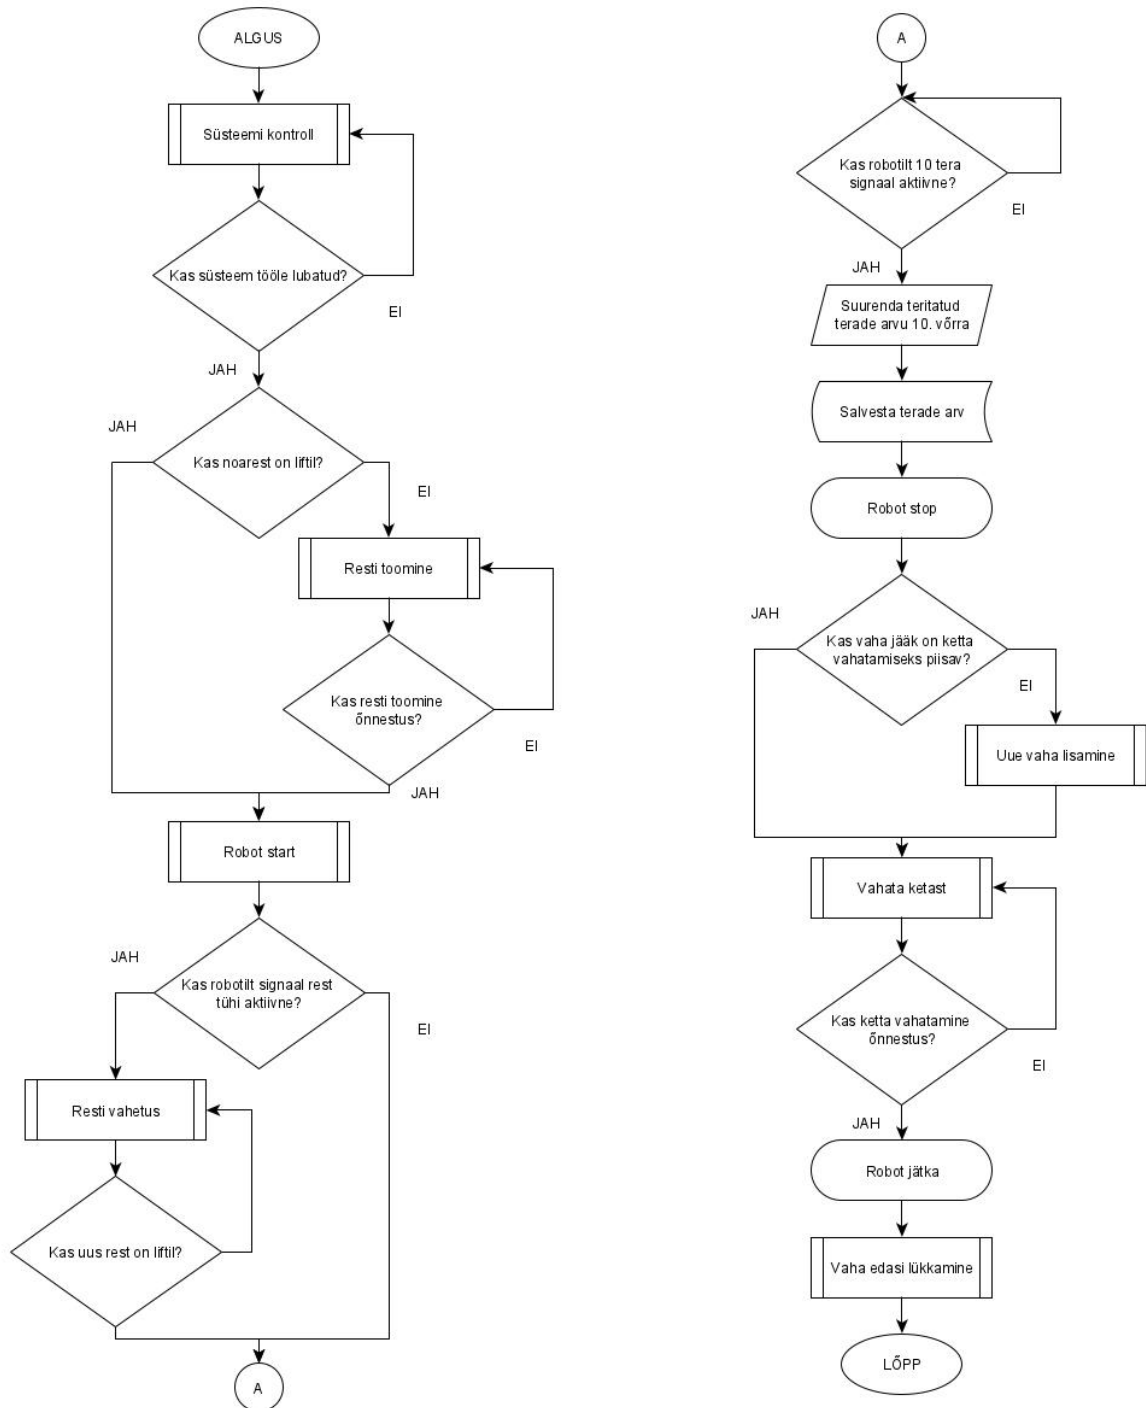 ALGUS
Süsteemi kontroll
Kas süsteem tööle lubatud?
EI
JAH
JAH
Kas noarest on liftil?
EI
Resti toomine
Kas resti toomine
õnnestus?
EI
JAH
Robot start
JAH
Kas robotilt signaal rest
tühi aktiivne?
EI
Resti vahetus
Kas uus rest on liftil?
A
A
Kas robotilt 10 tera
signaal aktiivne?
EI
JAH
Suurenda teritatud
terade arvu 10. võrra
Salvesta terade arv
Robot stop
JAH
Kas vaha jääk on ketta
vahatamiseks piisav?
EI
Uue vaha lisamine
Vahata ketast
Kas ketta vahatamine
õnnestus?
EI
JAH
Robot jätka
Vaha edasi lükkamine
LÕPP